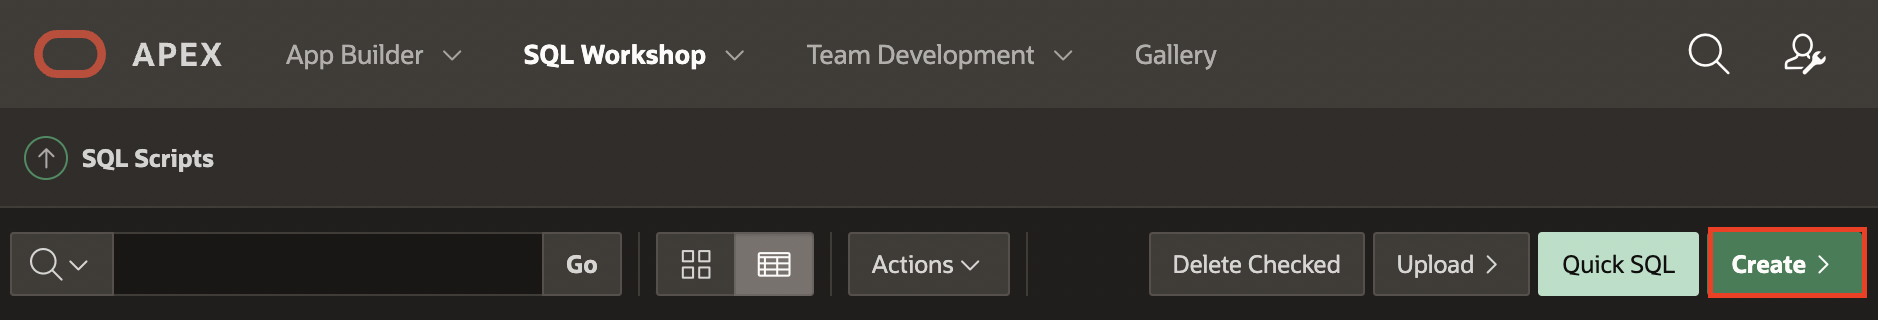 APEX App Builder SQL Workshop Team Development Gallery
SQL Scripts
Go Actions Delete Checked Upload Quick SQL Create